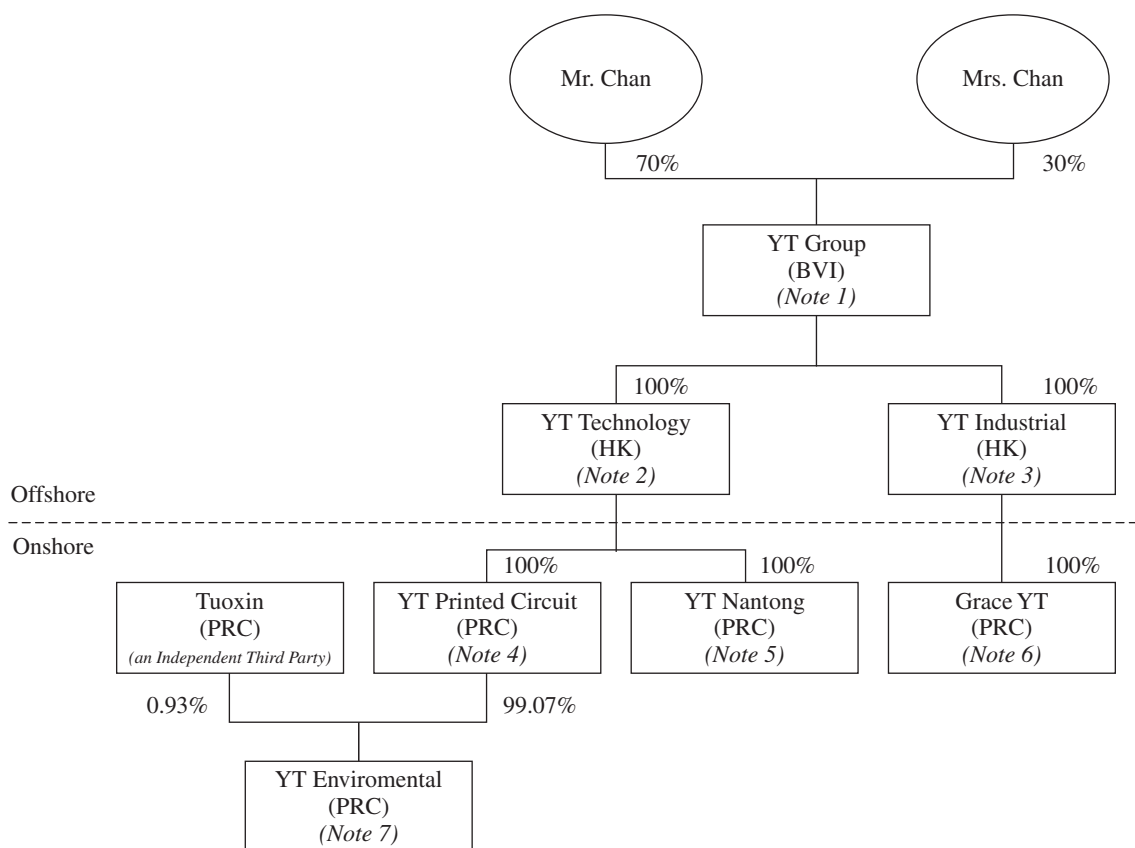 Mr. Chan
Mrs. Chan
70%
30%
YT Group
(BVI)
(Note 1)
100%
100%
YT Technology
(HK)
(Note 2)
YT Industrial
(HK)
(Note 3)
Offshore
Onshore
100%
100%
100%
Tuoxin
(PRC)
(an Independent Third Party)
YT Printed Circuit
(PRC)
(Note 4)
YT Nantong
(PRC)
(Note 5)
Grace YT
(PRC)
(Note 6)
0.93%
99.07%
YT Enviromental
(PRC)
(Note 7)